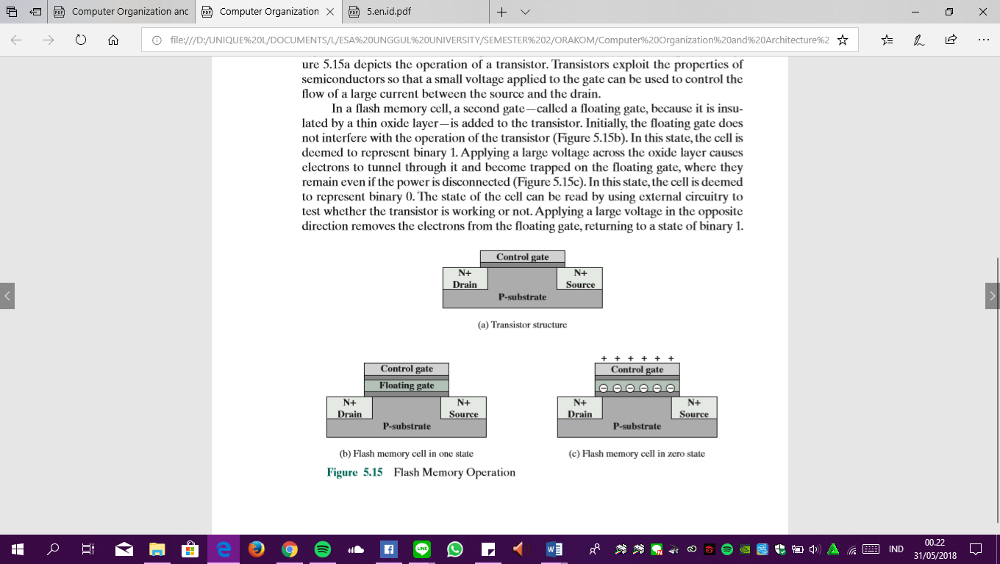 Computer Organization anc
Computer Organization
5.en.id.pdf
file:///D:/UNIQUE%20L/DOCUMENTS/L/ESA%20UNGGUL%20UNIVERSITY/SEMESTER%202/ORAKOM/Computer%20Organization%20and%20Architecture%2
ure 5.15a depicts the operation of a transistor. Transistors exploit the properties of
semiconductors so that a small voltage applied to the gate can be used to control the
flow of a large current between the source and the drain.
In a flash memory cell, a second gate—called a floating gate, because it is insu-
lated by a thin oxide layer—is added to the transistor. Initially, the floating gate does
not interfere with the operation of the transistor (Figure 5.15b). In this state, the cell is
deemed to represent binary 1. Applying a large voltage across the oxide layer causes
electrons to tunnel through it and become trapped on the floating gate, where they
remain even if the power is disconnected (Figure 5.15c). In this state, the cell is deemed
to represent binary 0. The state of the cell can be read by using external circuitry to
test whether the transistor is working or not. Applying a large voltage in the opposite
direction removes the electrons from the floating gate, returning to a state of binary 1.
Control gate
N+ N+
Drain Source
P-substrate
(a) Transistor structure
Control gate
Floating gate
N+ N+
Drain Source
P-substrate
(b) Flash memory cell in one state
+ + + + + +
Control gate
− − − − − −
N+ N+
Drain Source
P-substrate
(c) Flash memory cell in zero state
Figure 5.15 Flash Memory Operation
IND
00.22
31/05/2018